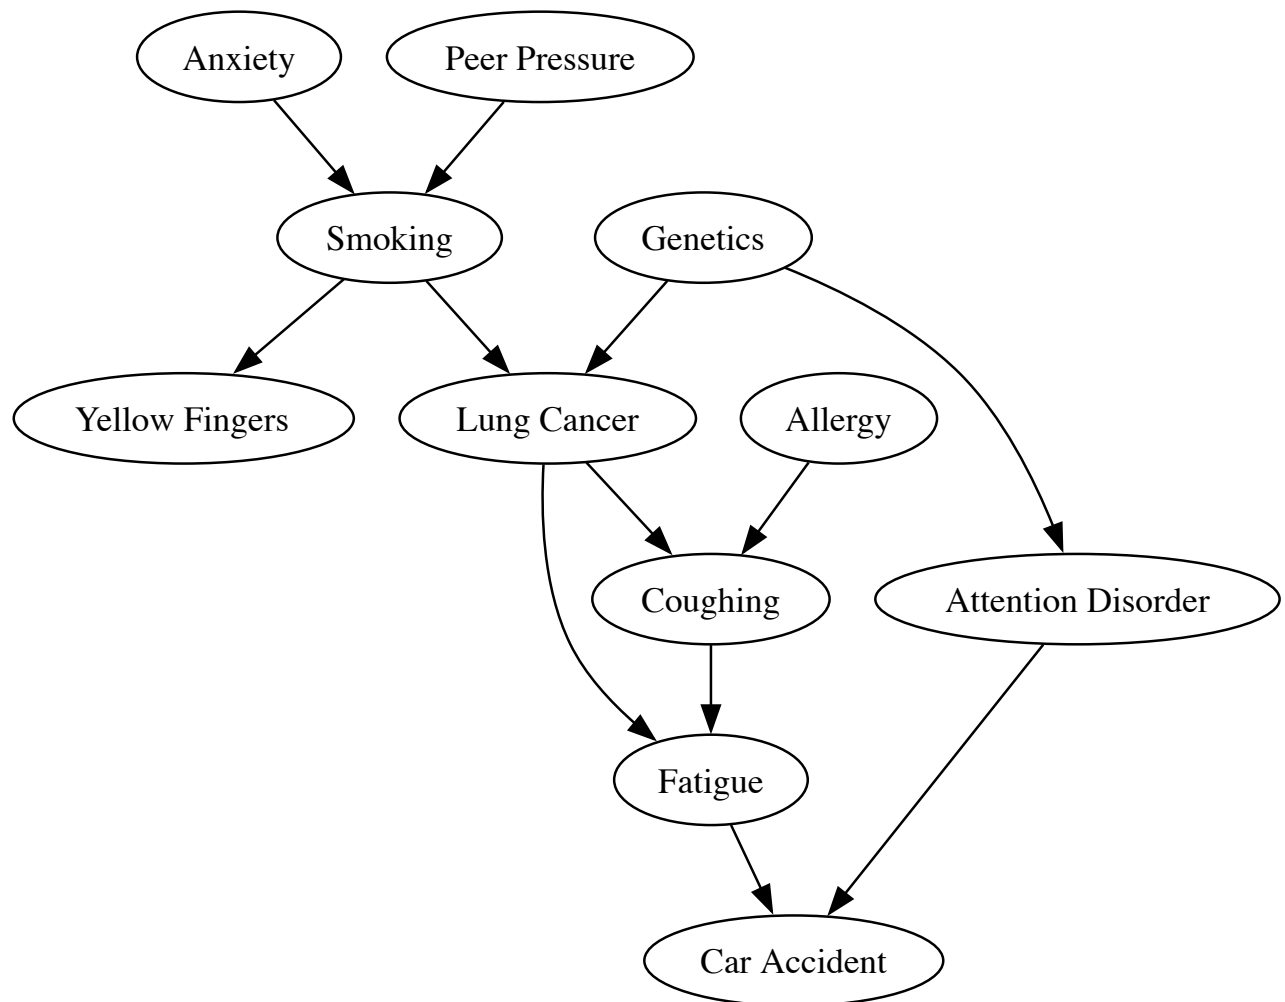 Anxiety
Peer Pressure
Smoking
Genetics
Yellow Fingers
Lung Cancer
Allergy
Coughing
Attention Disorder
Fatigue
Car Accident